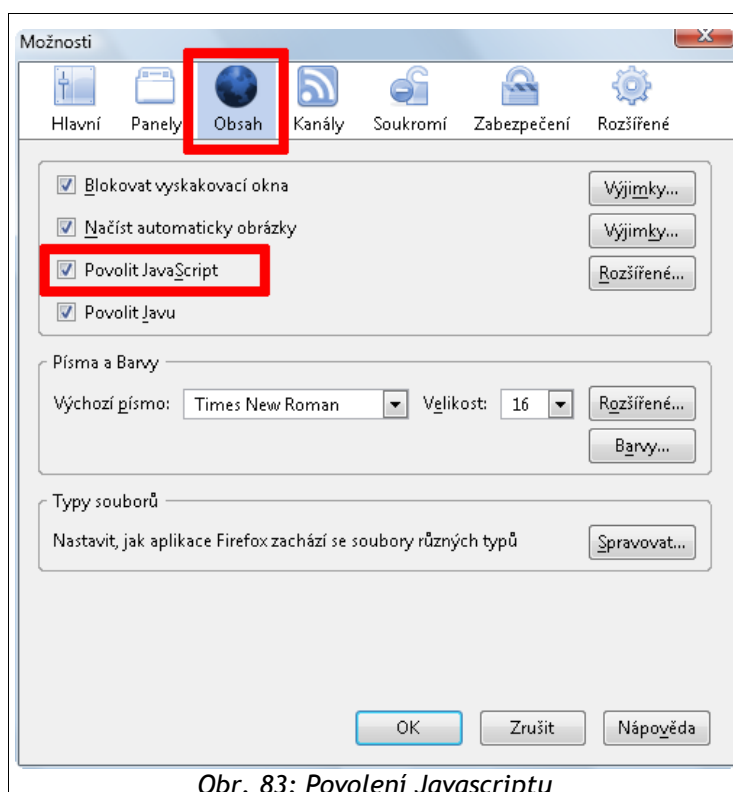 Možnosti
Hlavní Panely Obsah Kanály Soukromí Zabezpečení Rozšířené
Blokovat vyskakovací okna Výjimky...
Načíst automaticky obrázky Výjimky...
Povolit JavaScript Rozšířené...
Povolit Javu
Písma a Barvy
Výchozí písmo: Times New Roman Velikost: 16 Rozšířené...
Barvy...
Typy souborů
Nastavit, jak aplikace Firefox zachází se soubory různých typů Spravovat...
OK Zrušit Nápověda
Obr. 83: Povolení Javascriptu